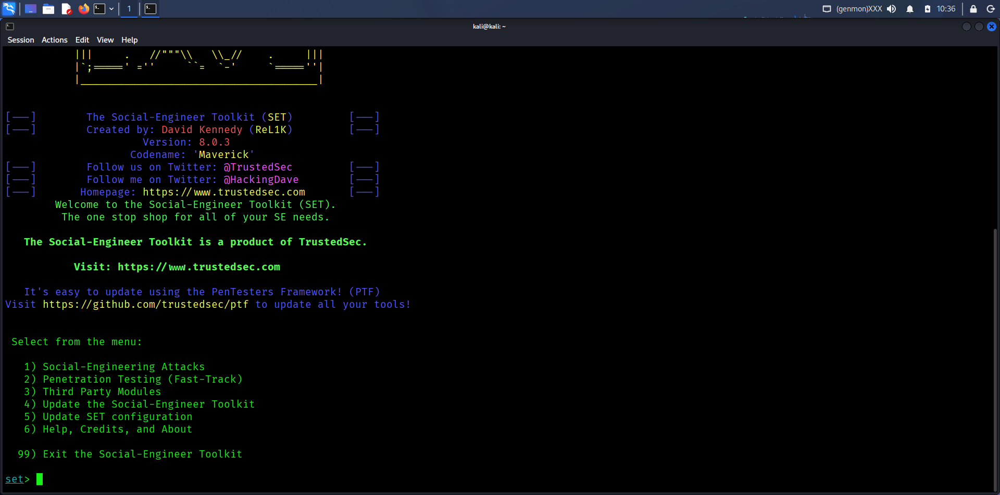 1
(genmon)XXX
10:36
kali@kali: ~
Session Actions Edit View Help
|||     .   //"""\\   \\_//    .     |||
|`;=====' =''     ``=  `-'     `=====''|
|______________________________________|
[---] The Social-Engineer Toolkit (SET) [---]
[---] Created by: David Kennedy (ReL1K) [---]
Version: 8.0.3
Codename: 'Maverick'
[---] Follow us on Twitter: @TrustedSec [---]
[---] Follow me on Twitter: @HackingDave [---]
[---] Homepage: https://www.trustedsec.com [---]
Welcome to the Social-Engineer Toolkit (SET).
The one stop shop for all of your SE needs.
The Social-Engineer Toolkit is a product of TrustedSec.
Visit: https://www.trustedsec.com
It's easy to update using the PenTesters Framework! (PTF)
Visit https://github.com/trustedsec/ptf to update all your tools!
Select from the menu:
1) Social-Engineering Attacks
2) Penetration Testing (Fast-Track)
3) Third Party Modules
4) Update the Social-Engineer Toolkit
5) Update SET configuration
6) Help, Credits, and About
99) Exit the Social-Engineer Toolkit
set>